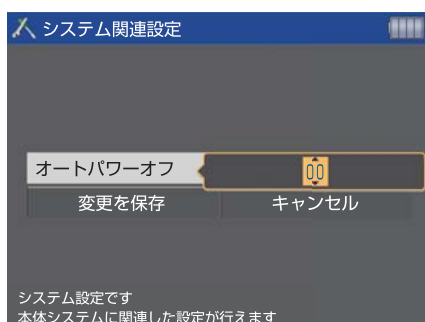 システム関連設定
オートパワーオフ 00
変更を保存 キャンセル
システム設定です
本体システムに関連した設定が行えます